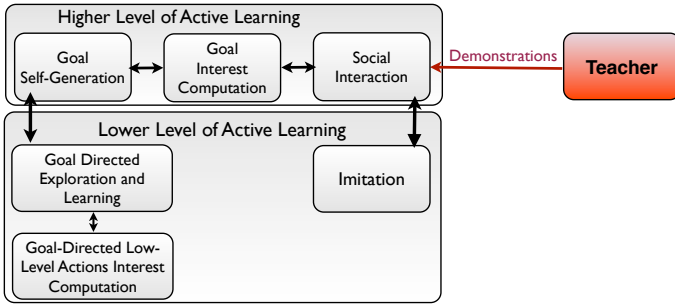 Higher Level of Active Learning
Goal
Self-Generation
Goal
Interest
Computation
Social
Interaction
Demonstrations
Teacher
Lower Level of Active Learning
Goal Directed
Exploration and
Learning
Imitation
Goal-Directed Low-
Level Actions Interest
Computation